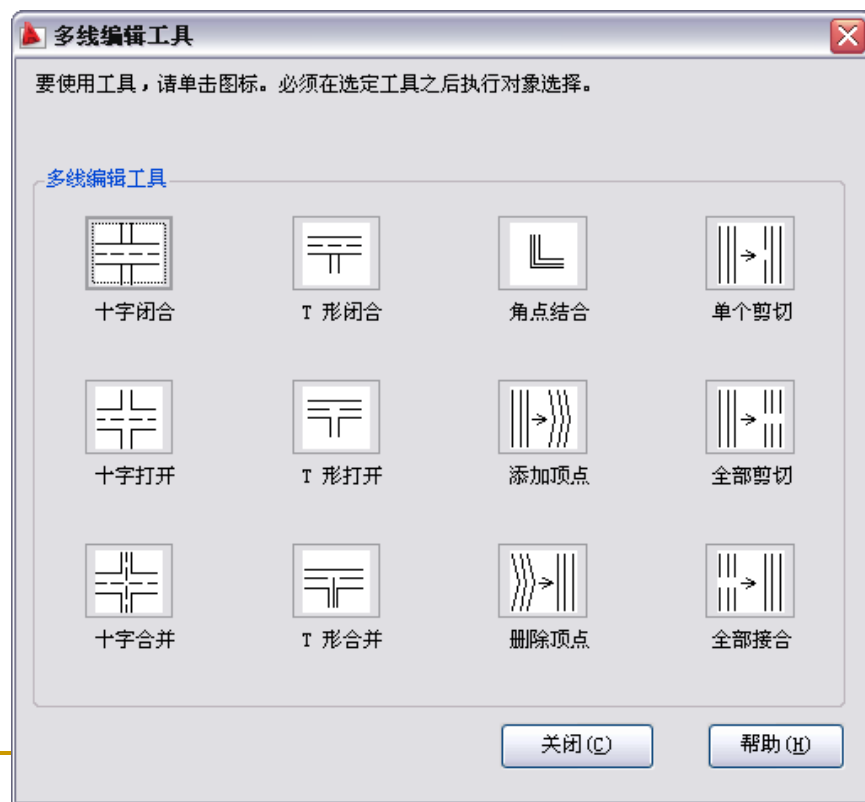 多线编辑工具
要使用工具，请单击图标。必须在选定工具之后执行对象选择。
多线编辑工具
十字闭合 T 形闭合 角点结合 单个剪切
十字打开 T 形打开 添加顶点 全部剪切
十字合并 T 形合并 删除顶点 全部接合
关闭(C) 帮助(H)